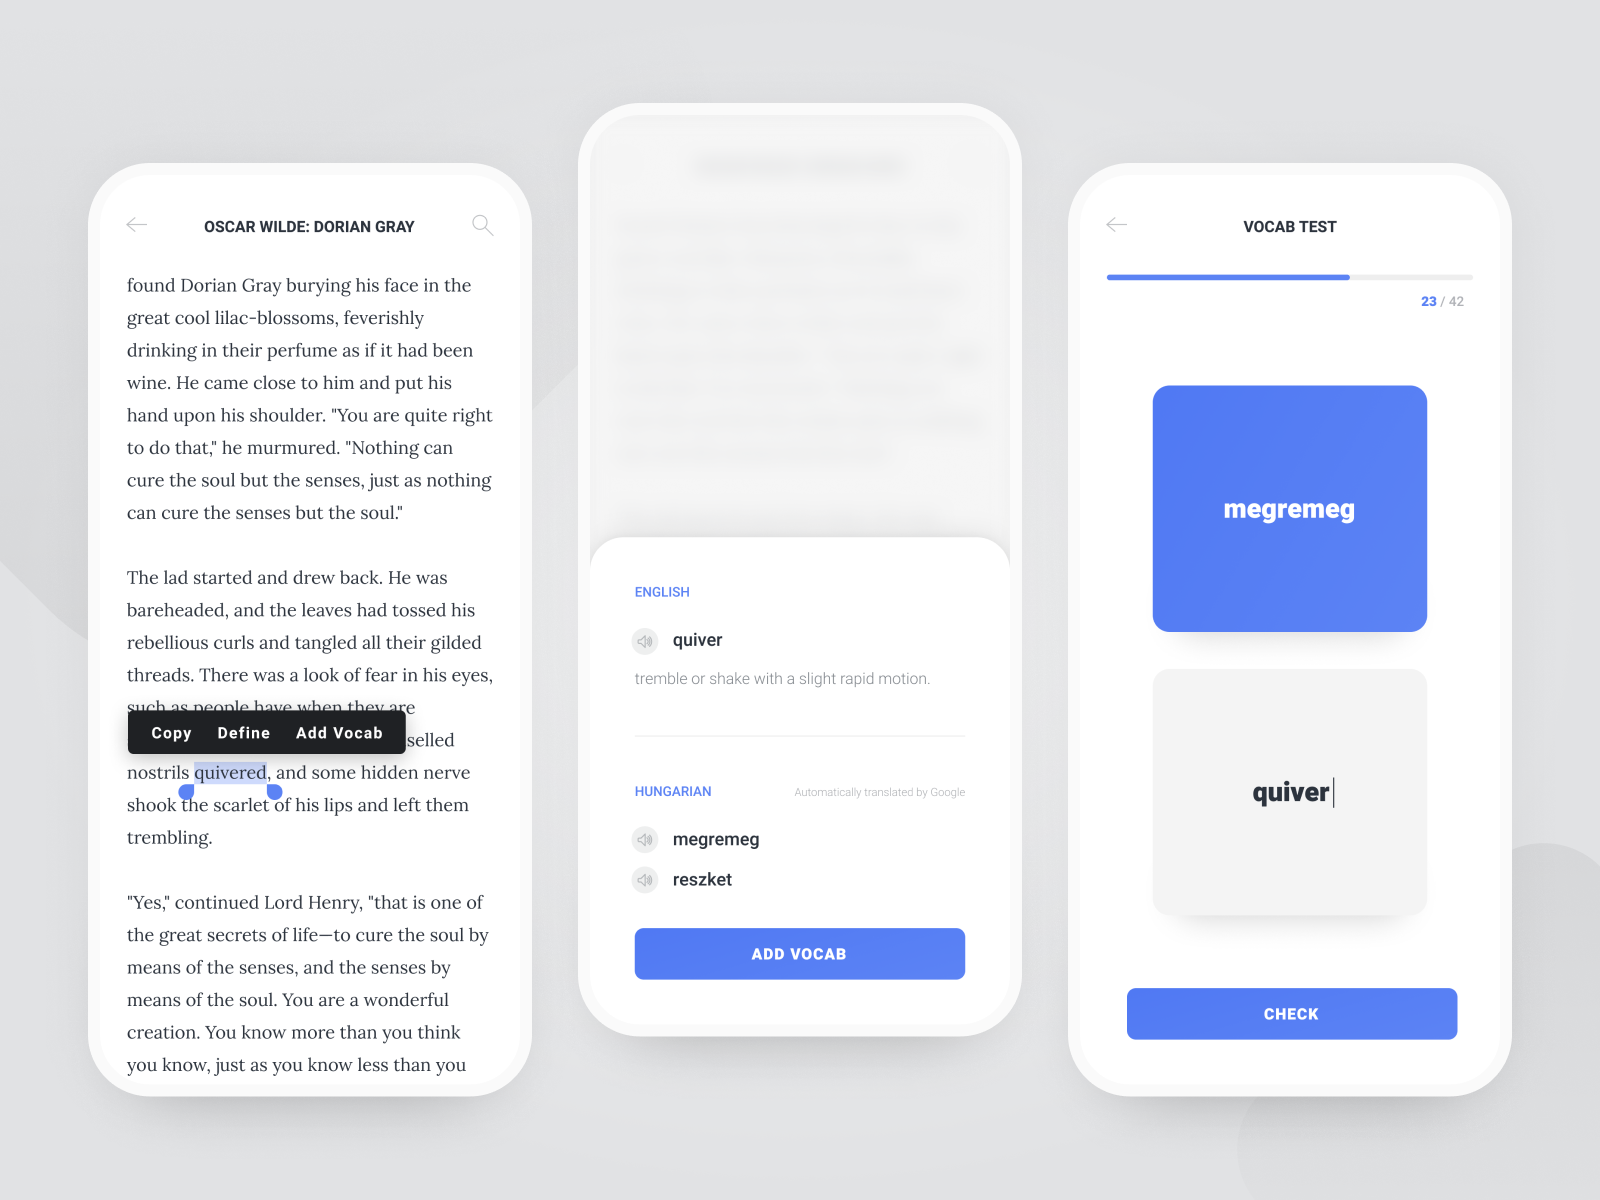 OSCAR WILDE: DORIAN GRAY
found Dorian Gray burying his face in the
great cool lilac-blossoms, feverishly
drinking in their perfume as if it had been
wine. He came close to him and put his
hand upon his shoulder. "You are quite right
to do that," he murmured. "Nothing can
cure the soul but the senses, just as nothing
can cure the senses but the soul."
The lad started and drew back. He was
bareheaded, and the leaves had tossed his
rebellious curls and tangled all their gilded
threads. There was a look of fear in his eyes,
such as people have when they are
Copy Define Add Vocab
selled
nostrils quivered, and some hidden nerve
shook the scarlet of his lips and left them
trembling.
"Yes," continued Lord Henry, "that is one of
the great secrets of life—to cure the soul by
means of the senses, and the senses by
means of the soul. You are a wonderful
creation. You know more than you think
you know, just as you know less than you
ENGLISH
quiver
tremble or shake with a slight rapid motion.
HUNGARIAN Automatically translated by Google
megremeg
reszket
ADD VOCAB
VOCAB TEST
23 / 42
megremeg
quiver
CHECK